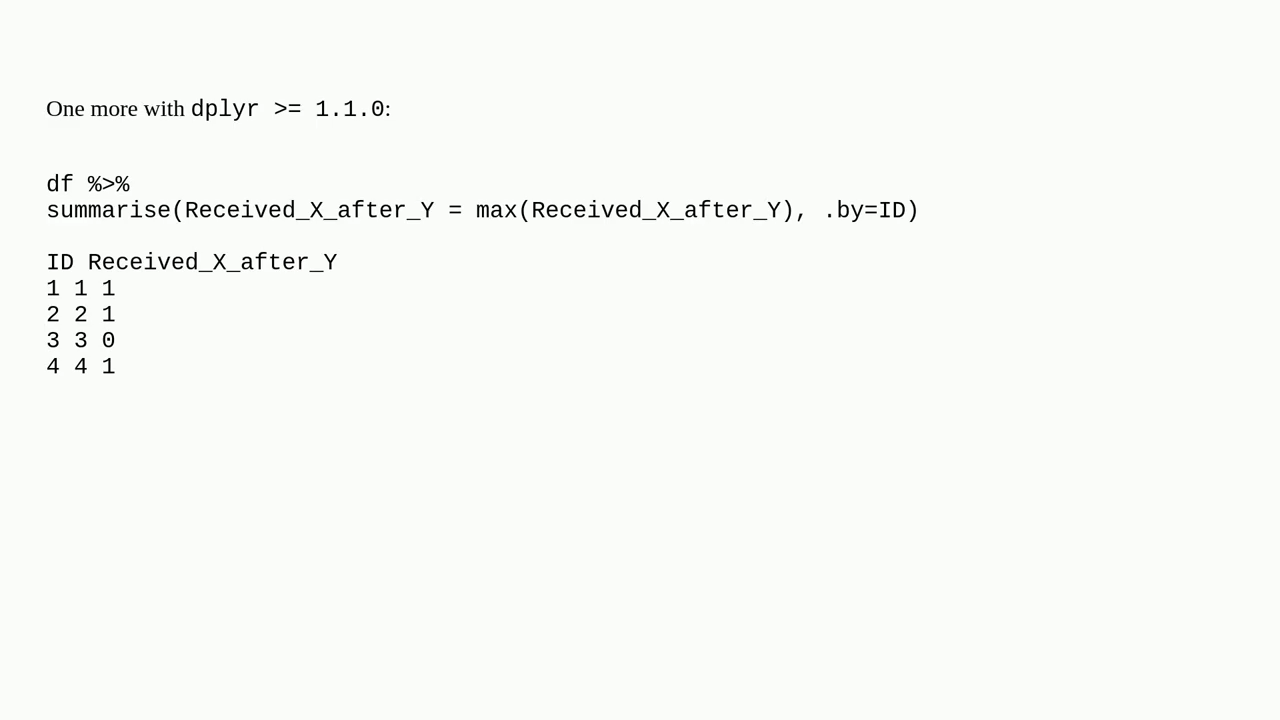 One more with dplyr >= 1.1.0:
df %>%
summarise(Received_X_after_Y = max(Received_X_after_Y), .by=ID)
ID Received_X_after_Y
1 1 1
2 2 1
3 3 0
4 4 1